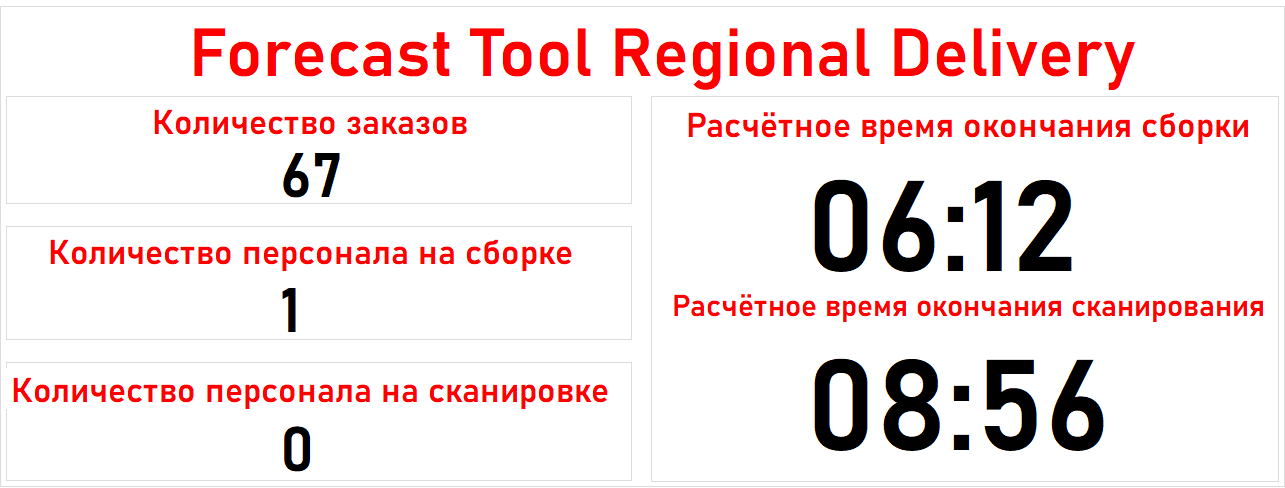 Forecast Tool Regional Delivery
Количество заказов
67
Количество персонала на сборке
1
Количество персонала на сканировке
0
Расчётное время окончания сборки
06:12
Расчётное время окончания сканирования
08:56